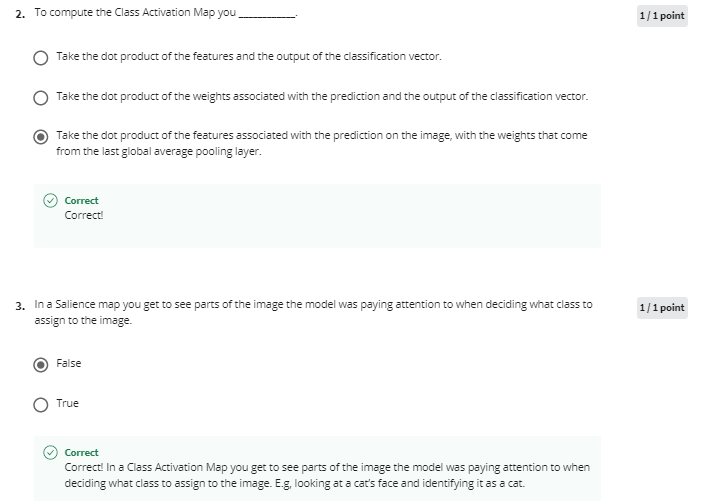 2. To compute the Class Activation Map you ____________.
1 / 1 point
Take the dot product of the features and the output of the classification vector.
Take the dot product of the weights associated with the prediction and the output of the classification vector.
Take the dot product of the features associated with the prediction on the image, with the weights that come
from the last global average pooling layer.
Correct
Correct!
3. In a Salience map you get to see parts of the image the model was paying attention to when deciding what class to
assign to the image.
1 / 1 point
False
True
Correct
Correct! In a Class Activation Map you get to see parts of the image the model was paying attention to when
deciding what class to assign to the image. E.g, looking at a cat's face and identifying it as a cat.